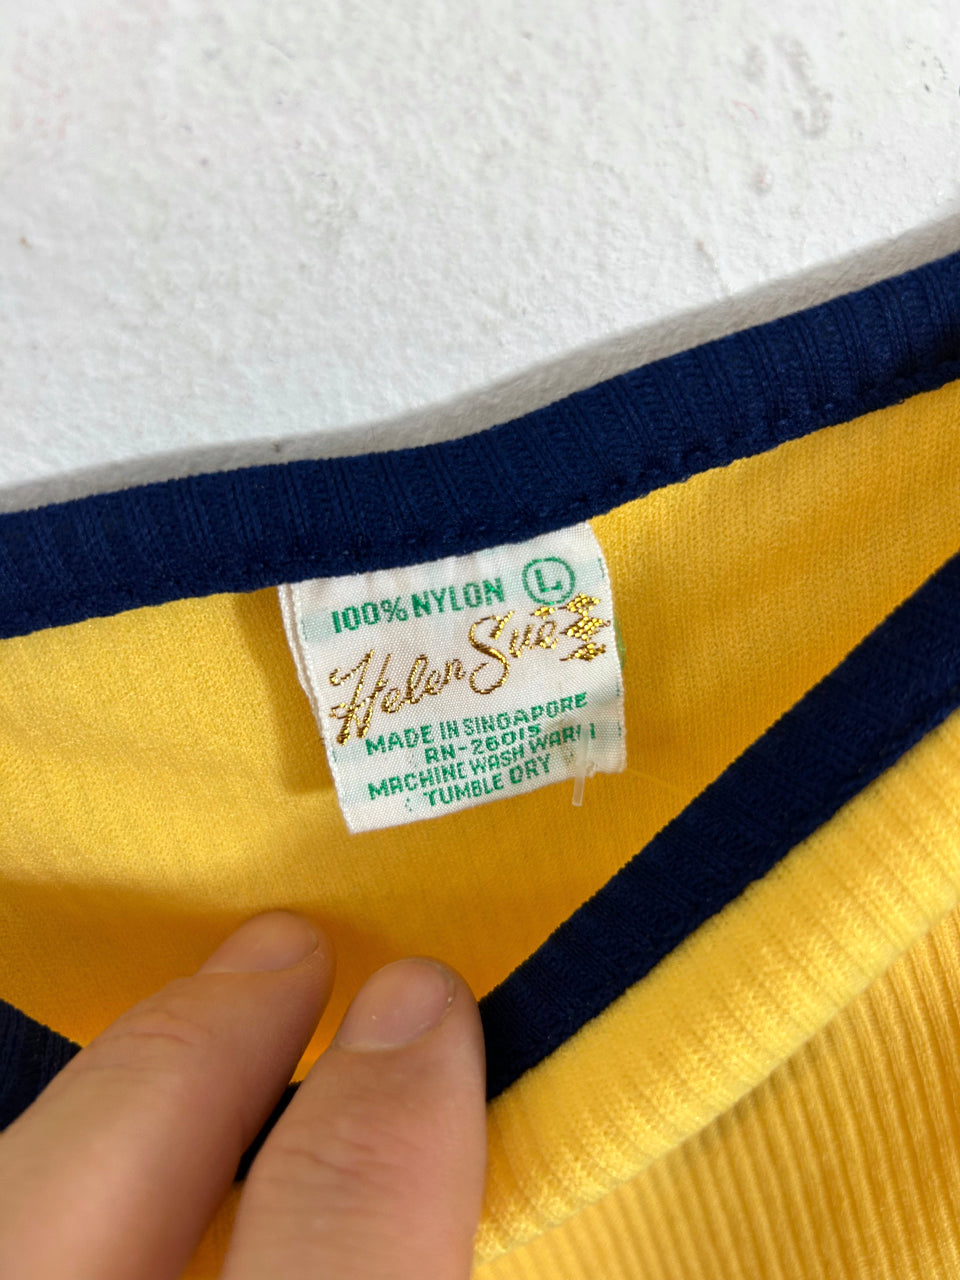 100% NYLON L
Helen Sue
MADE IN SINGAPORE
RN-26015
MACHINE WASH WARM
TUMBLE DRY